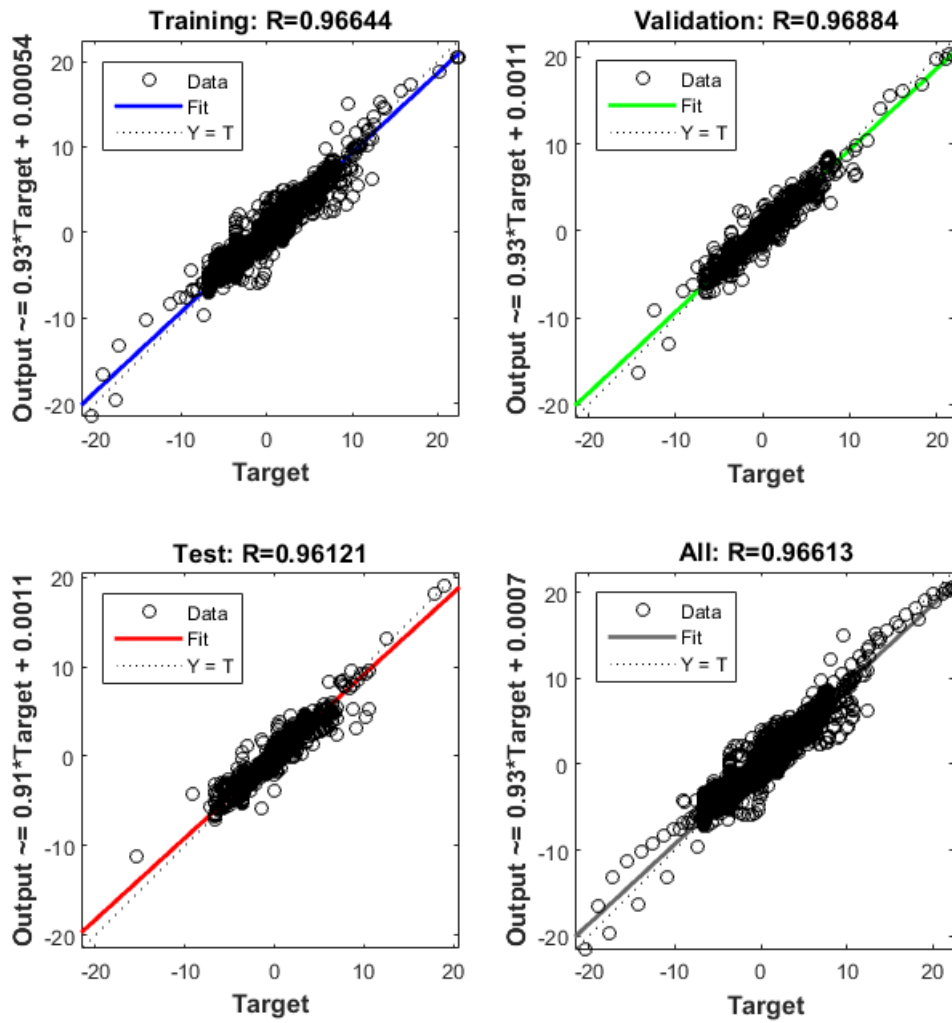 Training: R=0.96644
Output ~= 0.93*Target + 0.00054
20
10
0
-10
-20
Data
Fit
Y = T
-20
-10
0
10
20
Target
Validation: R=0.96884
Output ~= 0.93*Target + 0.0011
20
10
0
-10
-20
Data
Fit
Y = T
-20
-10
0
10
20
Target
Test: R=0.96121
Output ~= 0.91*Target + 0.0011
20
10
0
-10
-20
Data
Fit
Y = T
-20
-10
0
10
20
Target
All: R=0.96613
Output ~= 0.93*Target + 0.0007
20
10
0
-10
-20
Data
Fit
Y = T
-20
-10
0
10
20
Target